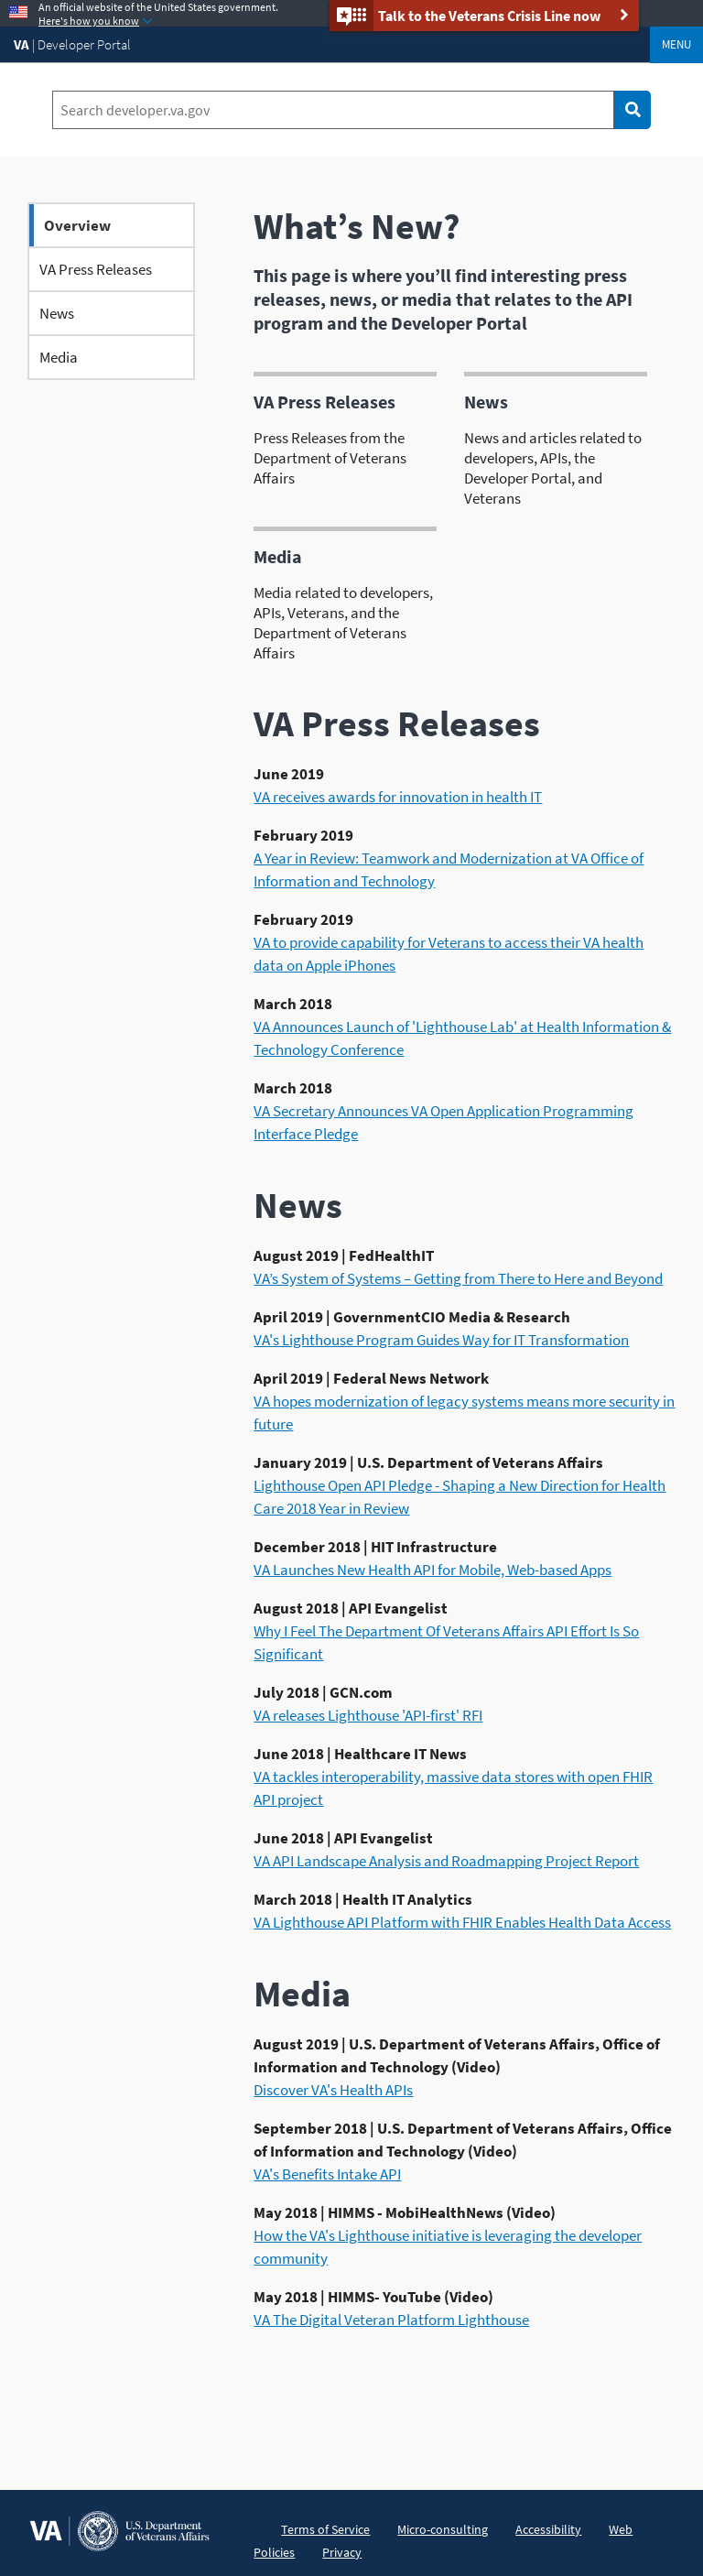 An official website of the United States government.
Here's how you know
Talk to the Veterans Crisis Line now
VA | Developer Portal
MENU
Search developer.va.gov
Overview
VA Press Releases
News
Media
What’s New?
This page is where you’ll find interesting press
releases, news, or media that relates to the API
program and the Developer Portal
VA Press Releases
Press Releases from the
Department of Veterans
Affairs
News
News and articles related to
developers, APIs, the
Developer Portal, and
Veterans
Media
Media related to developers,
APIs, Veterans, and the
Department of Veterans
Affairs
VA Press Releases
June 2019
VA receives awards for innovation in health IT
February 2019
A Year in Review: Teamwork and Modernization at VA Office of
Information and Technology
February 2019
VA to provide capability for Veterans to access their VA health
data on Apple iPhones
March 2018
VA Announces Launch of 'Lighthouse Lab' at Health Information &
Technology Conference
March 2018
VA Secretary Announces VA Open Application Programming
Interface Pledge
News
August 2019 | FedHealthIT
VA’s System of Systems – Getting from There to Here and Beyond
April 2019 | GovernmentCIO Media & Research
VA's Lighthouse Program Guides Way for IT Transformation
April 2019 | Federal News Network
VA hopes modernization of legacy systems means more security in
future
January 2019 | U.S. Department of Veterans Affairs
Lighthouse Open API Pledge - Shaping a New Direction for Health
Care 2018 Year in Review
December 2018 | HIT Infrastructure
VA Launches New Health API for Mobile, Web-based Apps
August 2018 | API Evangelist
Why I Feel The Department Of Veterans Affairs API Effort Is So
Significant
July 2018 | GCN.com
VA releases Lighthouse 'API-first' RFI
June 2018 | Healthcare IT News
VA tackles interoperability, massive data stores with open FHIR
API project
June 2018 | API Evangelist
VA API Landscape Analysis and Roadmapping Project Report
March 2018 | Health IT Analytics
VA Lighthouse API Platform with FHIR Enables Health Data Access
Media
August 2019 | U.S. Department of Veterans Affairs, Office of
Information and Technology (Video)
Discover VA's Health APIs
September 2018 | U.S. Department of Veterans Affairs, Office
of Information and Technology (Video)
VA's Benefits Intake API
May 2018 | HIMMS - MobiHealthNews (Video)
How the VA's Lighthouse initiative is leveraging the developer
community
May 2018 | HIMMS- YouTube (Video)
VA The Digital Veteran Platform Lighthouse
VA
U.S. Department
of Veterans Affairs
Terms of Service Micro-consulting Accessibility Web
Policies Privacy